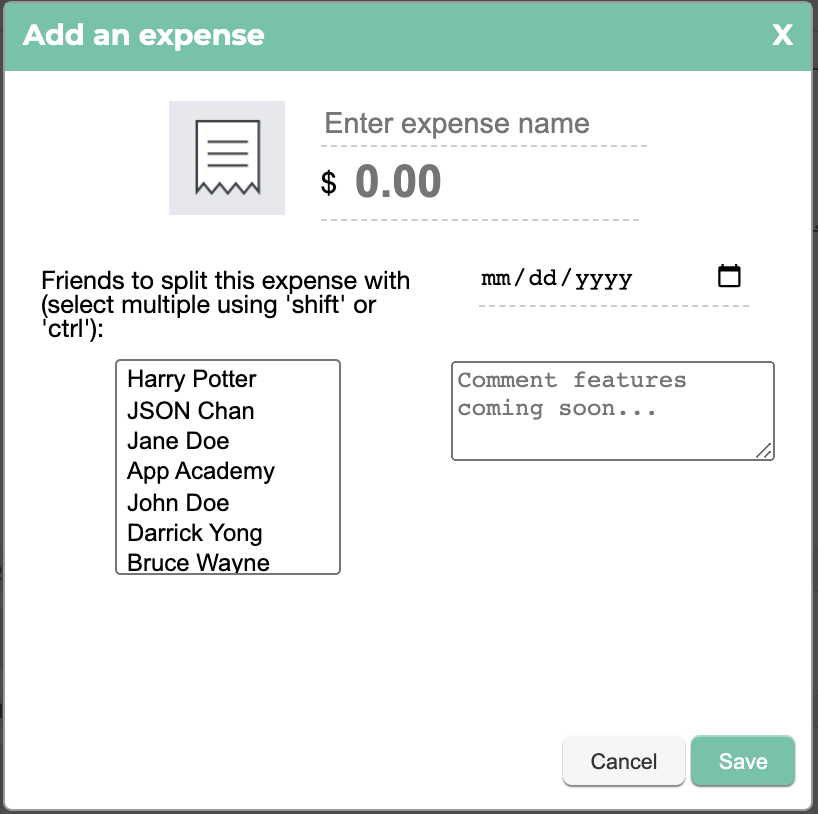 Add an expense
X
Enter expense name
$ 0.00
Friends to split this expense with
(select multiple using 'shift' or
'ctrl'):
mm/dd/yyyy
Harry Potter
JSON Chan
Jane Doe
App Academy
John Doe
Darrick Yong
Bruce Wayne
Comment features
coming soon...
Cancel
Save